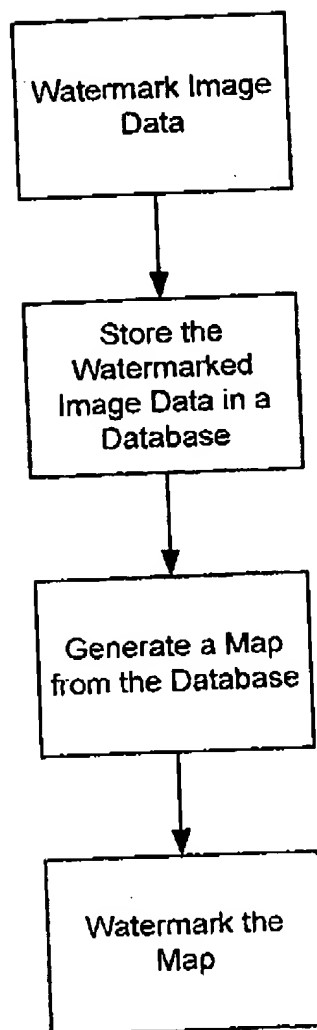 Watermark Image
Data
Store the
Watermarked
Image Data in a
Database
Generate a Map
from the Database
Watermark the
Map